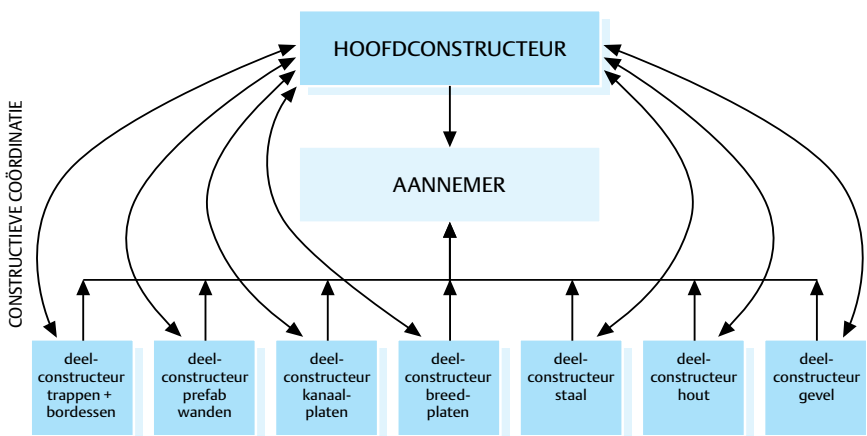 HOOFDCONSTRUCTEUR
AANNEMER
CONSTRUCTIEVE COÖRDINATIE
deel-
constructeur
trappen +
bordessen
deel-
constructeur
prefab
wanden
deel-
constructeur
kanaal-
platen
deel-
constructeur
breed-
platen
deel-
constructeur
staal
deel-
constructeur
hout
deel-
constructeur
gevel